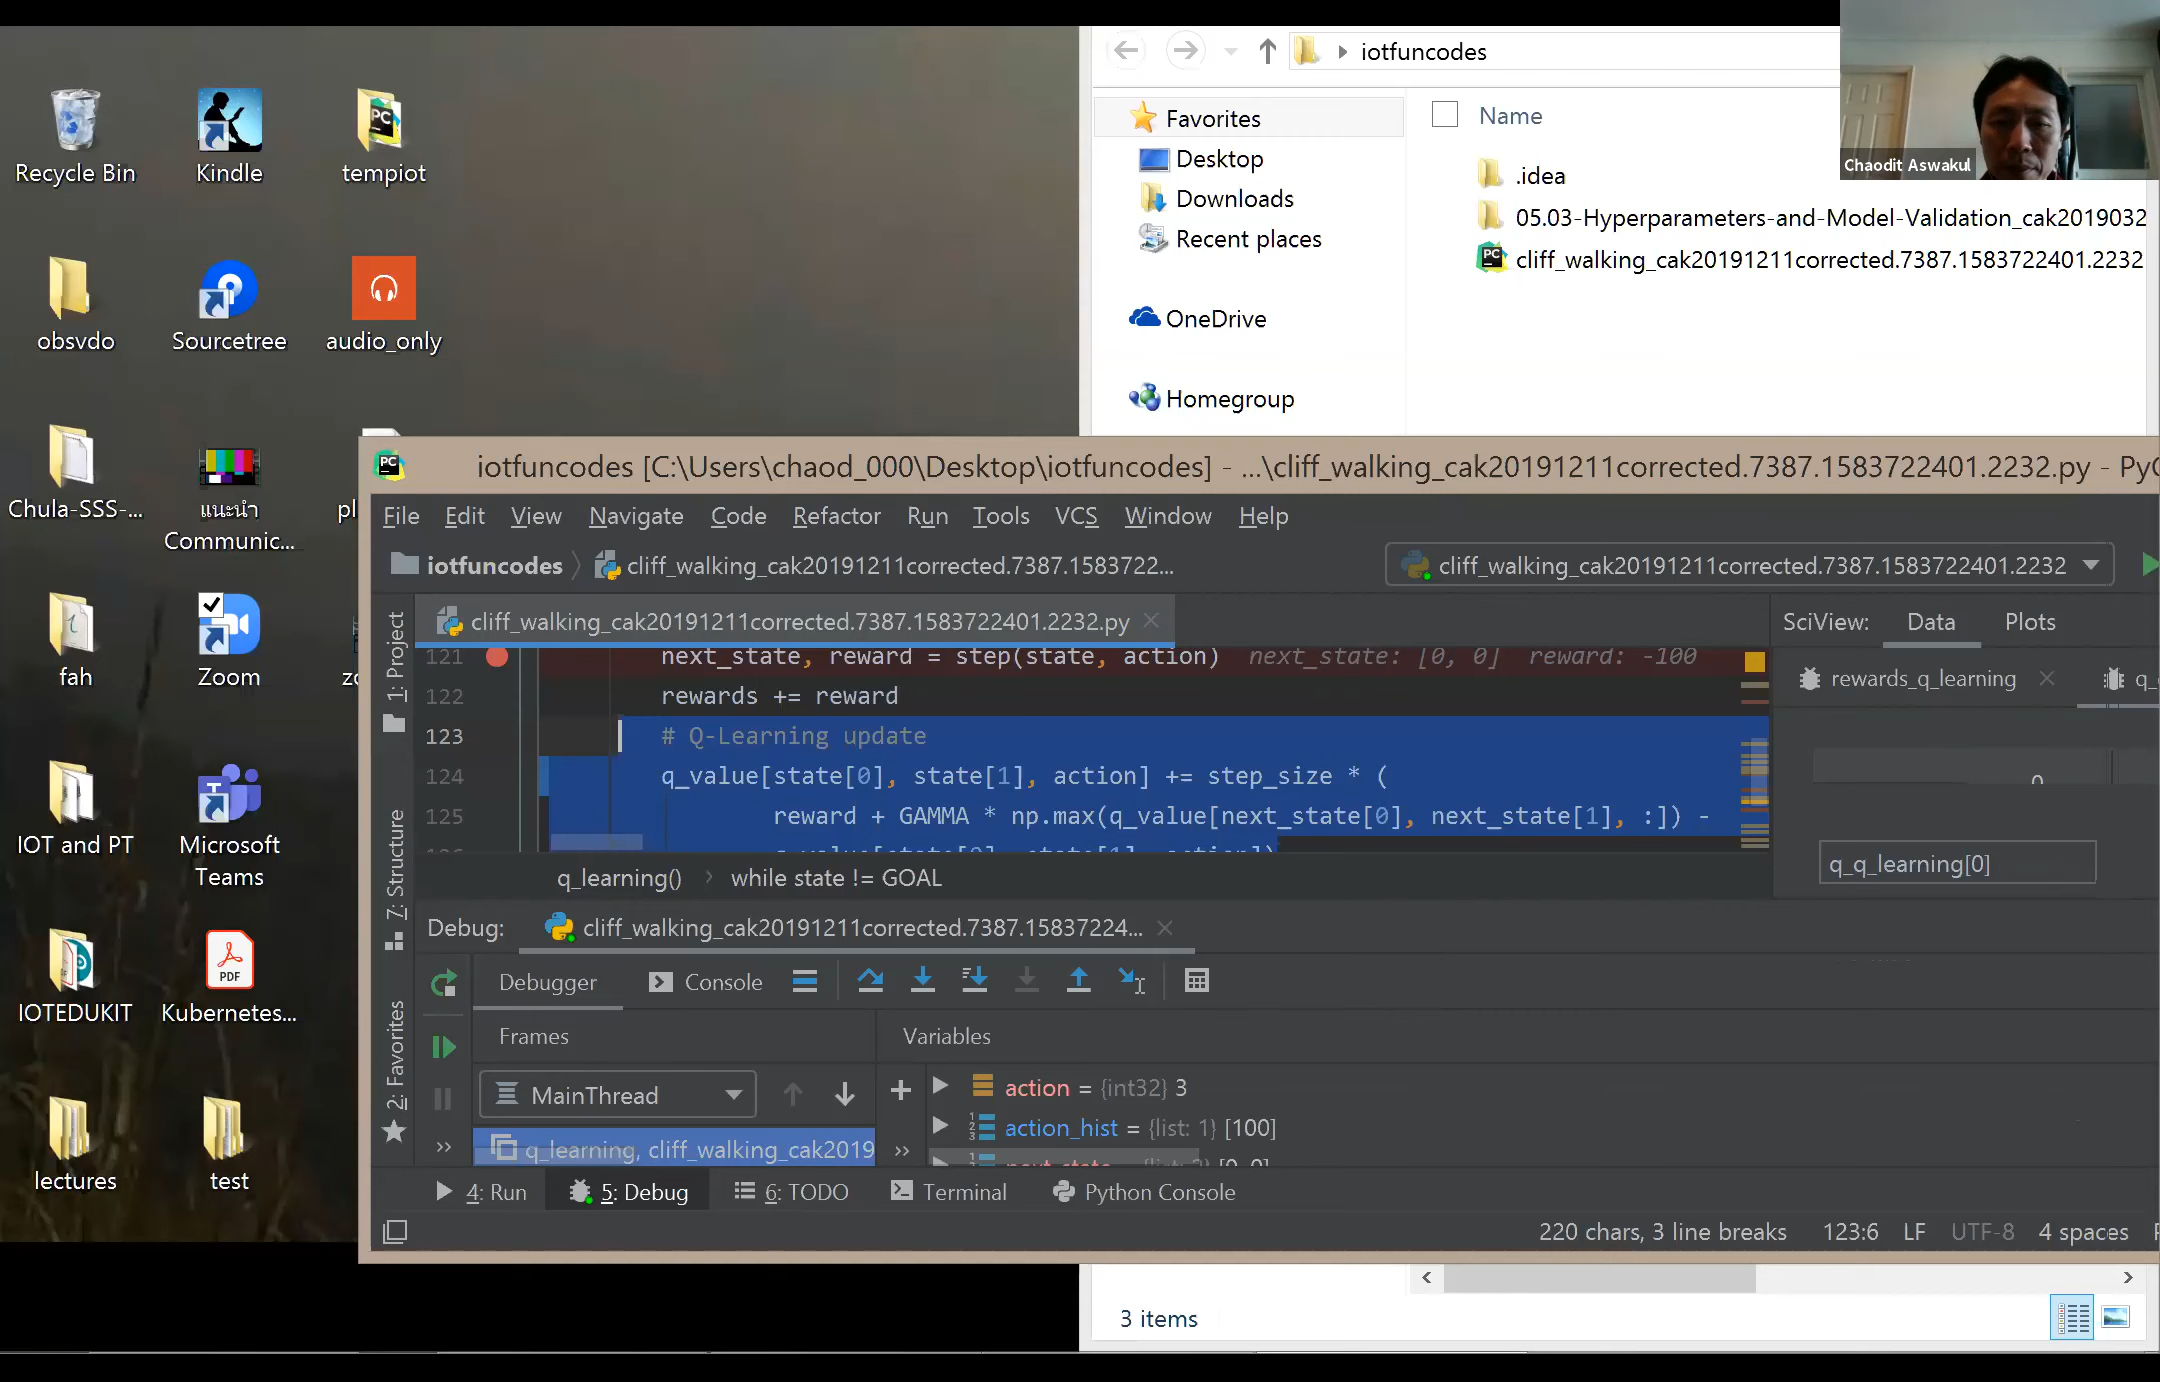 Recycle Bin
Kindle
tempiot
obsvdo
Sourcetree
audio_only
Chula-SSS-...
แนะนำ
Communic...
pl
fah
Zoom
IOT and PT
Microsoft
Teams
IOTEDUKIT
PDF
Kubernetes...
lectures
test
iotfuncodes
Favorites
Desktop
Downloads
Recent places
OneDrive
Homegroup
Name
.idea
05.03-Hyperparameters-and-Model-Validation_cak2019032
cliff_walking_cak20191211corrected.7387.1583722401.2232
Chaodit Aswakul
iotfuncodes [C:\Users\chaod_000\Desktop\iotfuncodes] - ...\cliff_walking_cak20191211corrected.7387.1583722401.2232.py - PyC
File Edit View Navigate Code Refactor Run Tools VCS Window Help
iotfuncodes cliff_walking_cak20191211corrected.7387.1583722... cliff_walking_cak20191211corrected.7387.1583722401.2232
cliff_walking_cak20191211corrected.7387.1583722401.2232.py
SciView: Data Plots
rewards_q_learning
q_
1: Project
7: Structure
2: Favorites
121 next_state, reward = step(state, action) next_state: [0, 0] reward: -100
122 rewards += reward
123 # Q-Learning update
124 q_value[state[0], state[1], action] += step_size * (
125 reward + GAMMA * np.max(q_value[next_state[0], next_state[1], :]) -
q_q_learning[0]
q_learning() while state != GOAL
Debug: cliff_walking_cak20191211corrected.7387.15837224...
Debugger Console
Frames
Variables
MainThread
q_learning, cliff_walking_cak2019
action = {int32} 3
action_hist = {list: 1} [100]
4: Run 5: Debug 6: TODO Terminal Python Console
220 chars, 3 line breaks 123:6 LF UTF-8 4 spaces
3 items